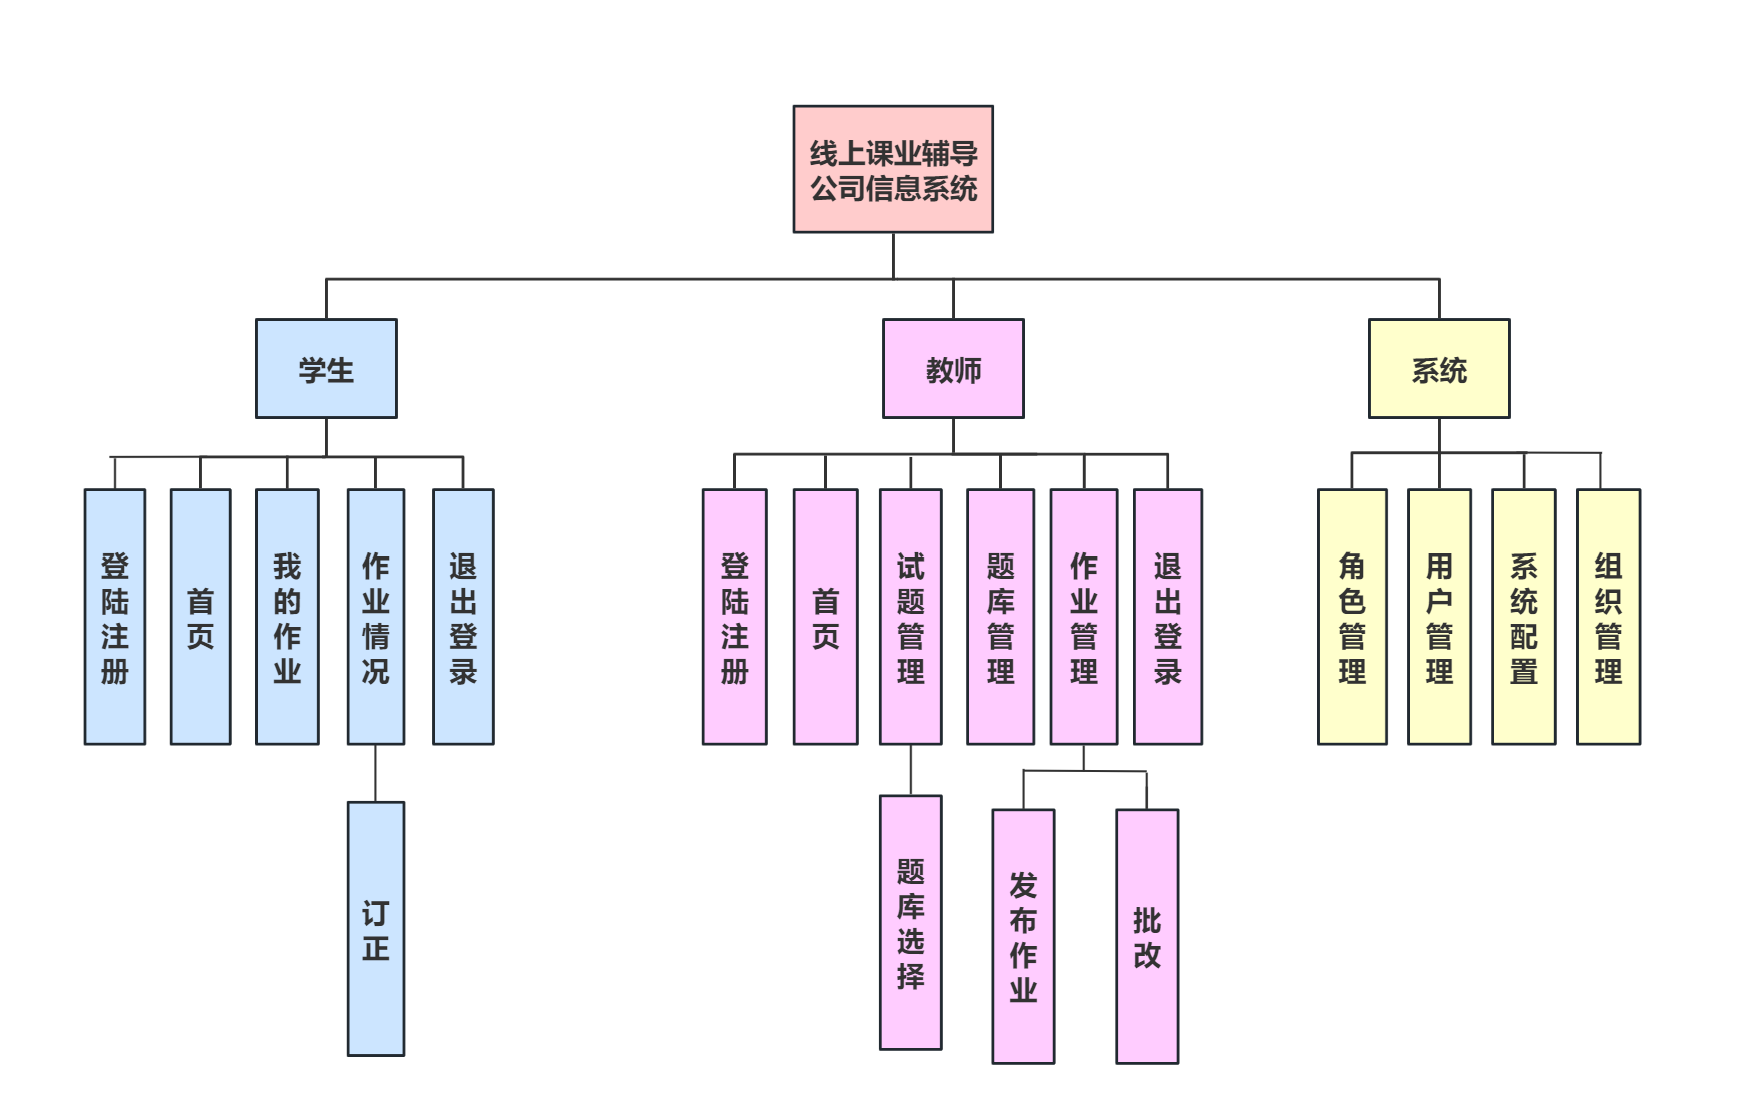 线上课业辅导
公司信息系统
学生
教师
系统
登陆注册
首页
我的作业
作业情况
退出登录
登陆注册
首页
试题管理
题库管理
作业管理
退出登录
角色管理
用户管理
系统配置
组织管理
订正
题库选择
发布作业
批改